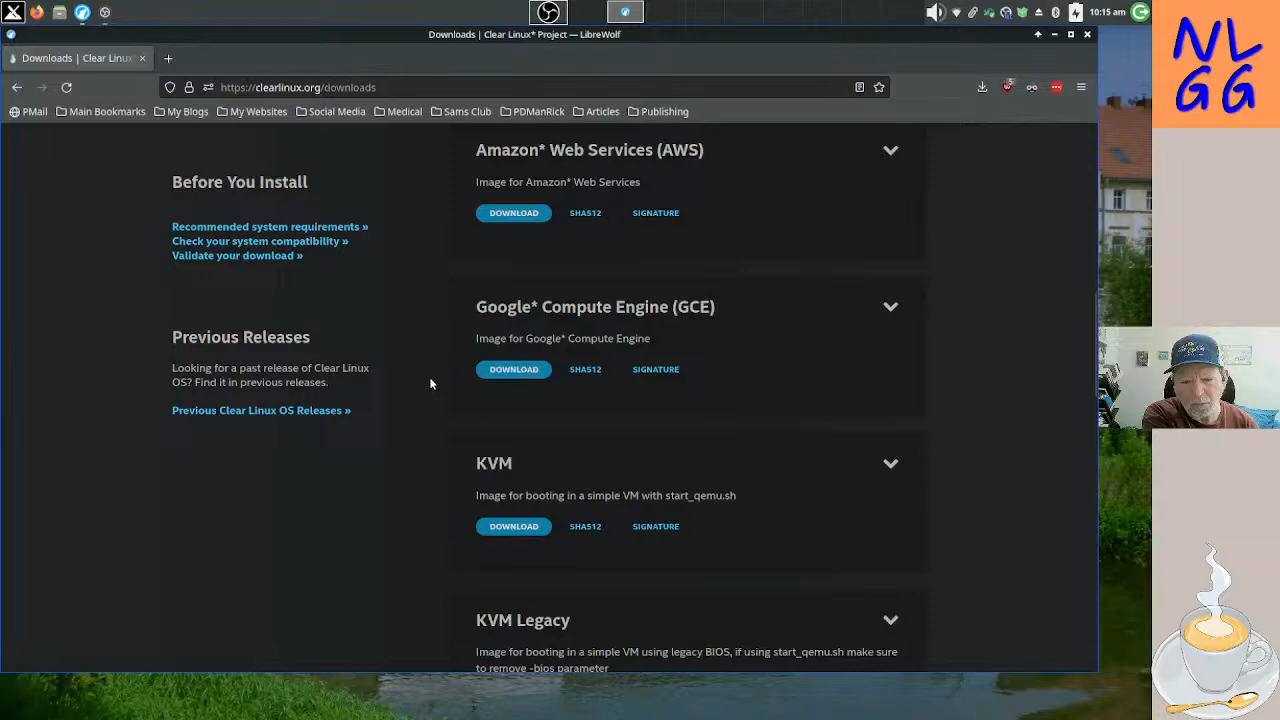 10:15 am
Downloads | Clear Linux* Project — LibreWolf
Downloads | Clear Linux
https://clearlinux.org/downloads
5
PMail
Main Bookmarks
My Blogs
My Websites
Social Media
Medical
Sams Club
PDManRick
Articles
Publishing
NLGG
Before You Install
Recommended system requirements »
Check your system compatibility »
Validate your download »
Previous Releases
Looking for a past release of Clear Linux
OS? Find it in previous releases.
Previous Clear Linux OS Releases »
Amazon* Web Services (AWS)
Image for Amazon* Web Services
DOWNLOAD SHA512 SIGNATURE
Google* Compute Engine (GCE)
Image for Google* Compute Engine
DOWNLOAD SHA512 SIGNATURE
KVM
Image for booting in a simple VM with start_qemu.sh
DOWNLOAD SHA512 SIGNATURE
KVM Legacy
Image for booting in a simple VM using legacy BIOS, if using start_qemu.sh make sure
to remove -bios parameter